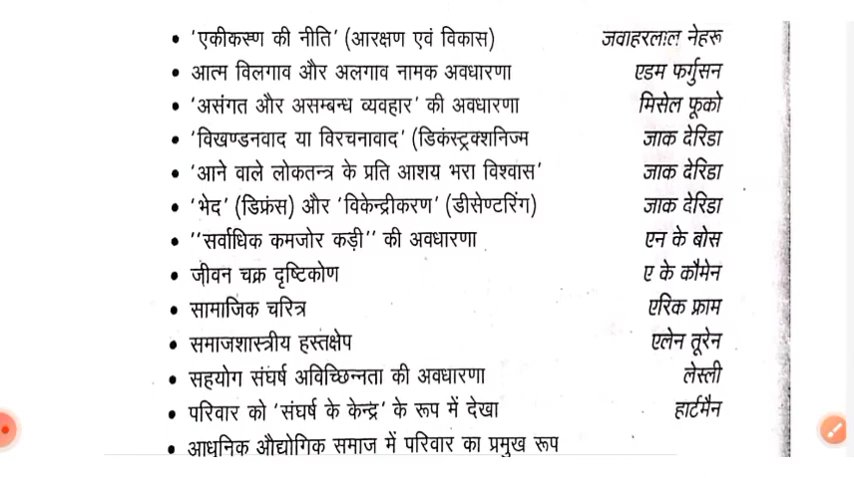 • 'एकीकरण की नीति' (आरक्षण एवं विकास) जवाहरलाल नेहरू
• आत्म विलगाव और अलगाव नामक अवधारणा एडम फर्गुसन
• 'असंगत और असम्बन्ध व्यवहार' की अवधारणा मिसेल फूको
• 'विखण्डनवाद या विरचनावाद' (डिकंस्ट्रक्शनिज्म जाक देरिडा
• 'आने वाले लोकतन्त्र के प्रति आशय भरा विश्वास' जाक देरिडा
• 'भेद' (डिफ्रंस) और 'विकेन्द्रीकरण' (डीसेण्टरिंग) जाक देरिडा
• ''सर्वाधिक कमजोर कड़ी'' की अवधारणा एन के बोस
• जीवन चक्र दृष्टिकोण ए के कौमेन
• सामाजिक चरित्र एरिक फ्राम
• समाजशास्त्रीय हस्तक्षेप एलेन तूरेन
• सहयोग संघर्ष अविच्छिन्नता की अवधारणा लेस्ली
• परिवार को 'संघर्ष के केन्द्र' के रूप में देखा हार्टमैन
• आधुनिक औद्योगिक समाज में परिवार का प्रमुख रूप